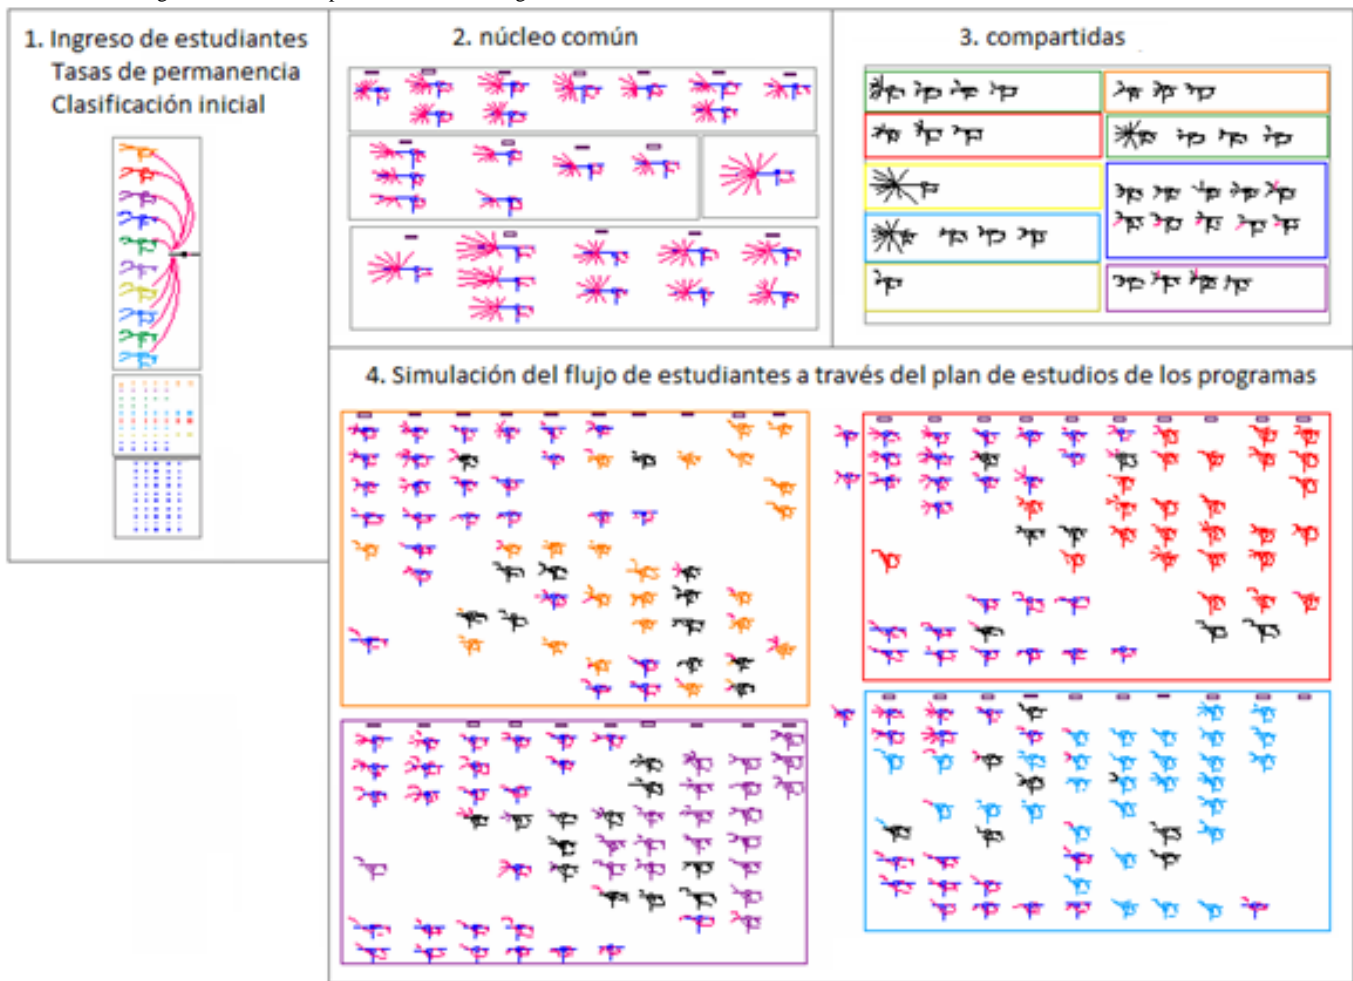 1. Ingreso de estudiantes
Tasas de permanencia
Clasificación inicial
2. núcleo común
3. compartidas
4. Simulación del flujo de estudiantes a través del plan de estudios de los programas